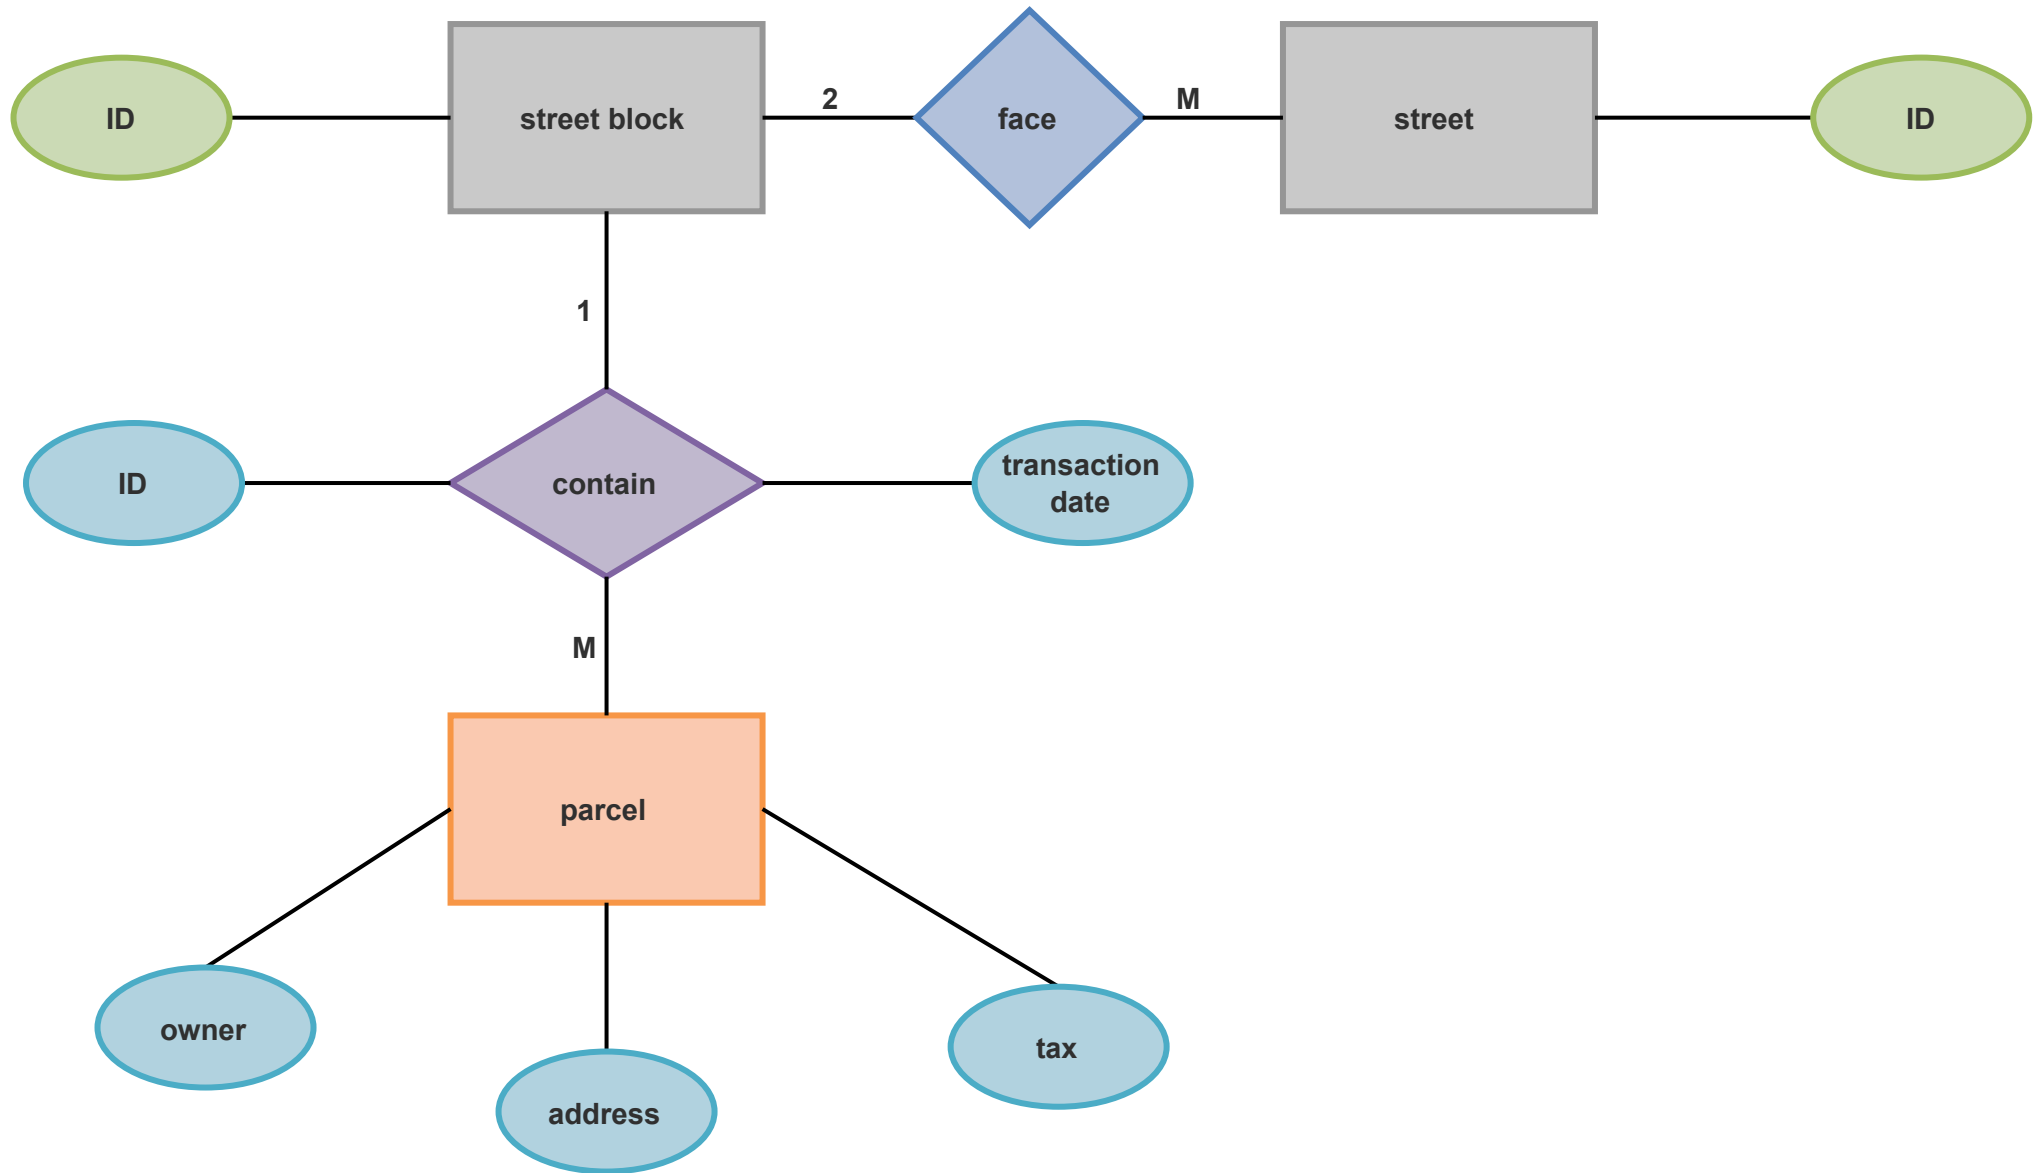 ID
street block
2
face
M
street
ID
1
ID
contain
transaction
date
M
parcel
owner
address
tax